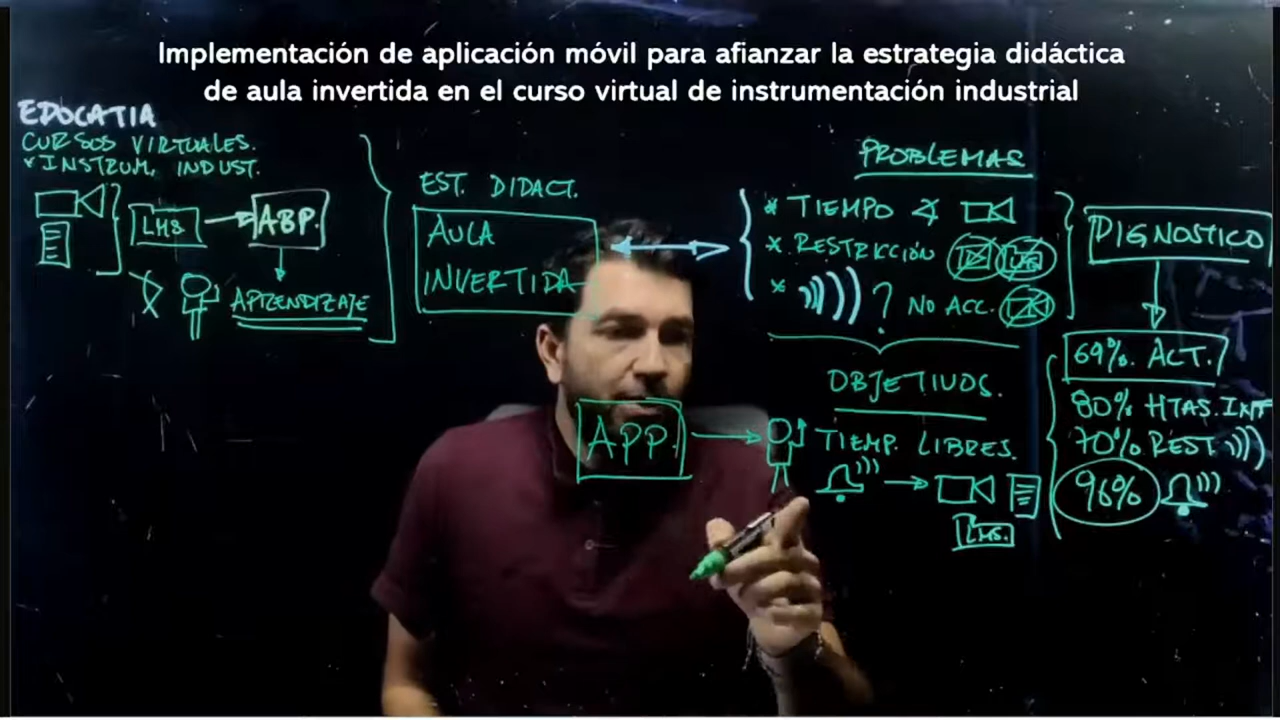 Implementación de aplicación móvil para afianzar la estrategia didáctica
de aula invertida en el curso virtual de instrumentación industrial
EDOCATIA
CURSOS VIRTUALES.
* INSTRUM. INDUST.
LMS
ABP.
APRENDIZAJE
EST. DIDACT.
AULA
INVERTIDA
PROBLEMAS
* TIEMPO
* RESTRICCIÓN
* ? NO ACC.
DIGNOSTICO
69% ACT.
80% HTAS. INF
70% REST
96%
OBJETIVOS.
APP.
TIEMP. LIBRES.
LMS.